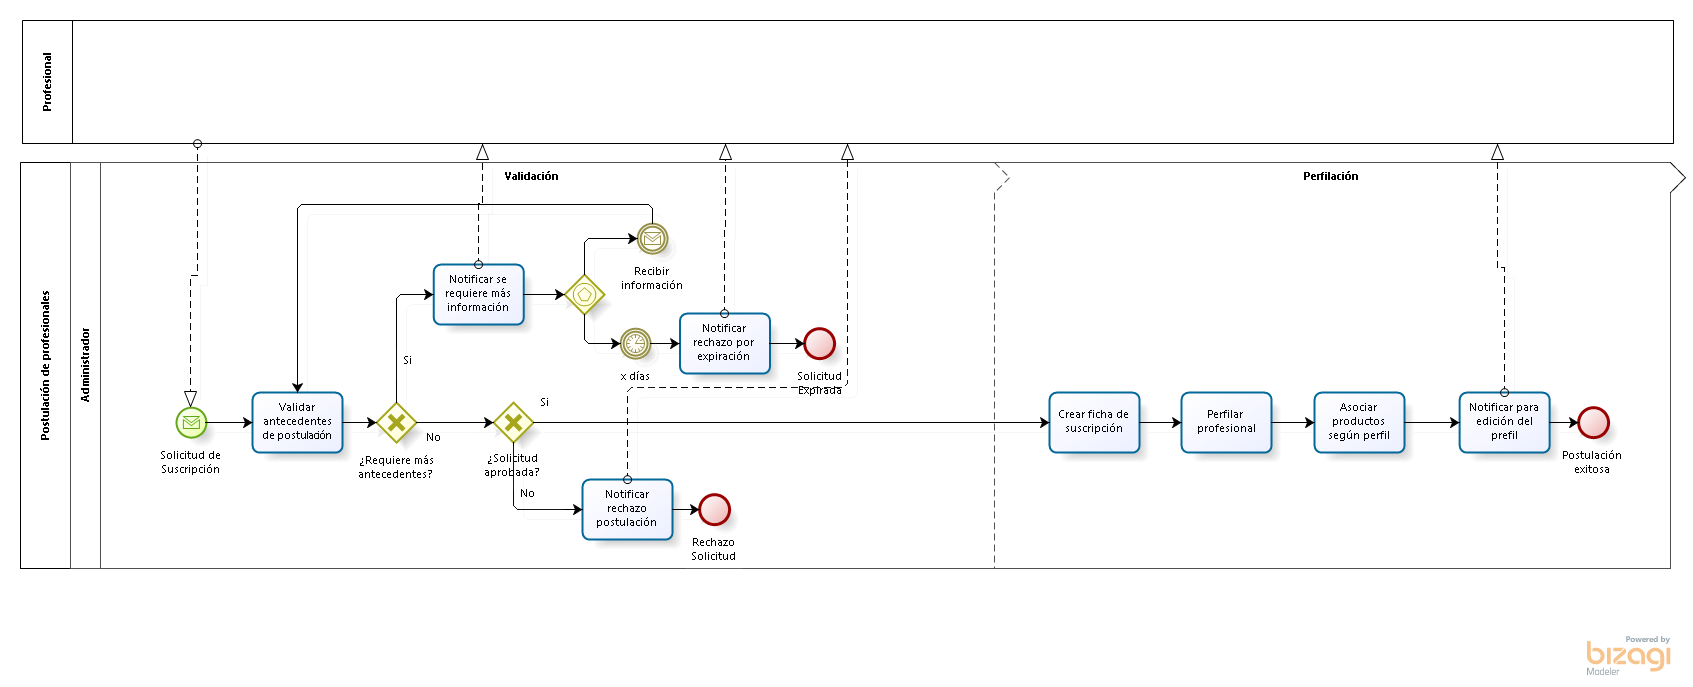 Profesional
Postulación de profesionales
Administrador
Validación
Perfilación
Recibir
información
Notificar se
requiere más
información
Notificar
rechazo por
expiración
x días
Solicitud
Expirada
Si
Si
Validar
antecedentes
de postulación
Solicitud de
Suscripción
No
¿Requiere más
antecedentes?
¿Solicitud
aprobada?
No
Notificar
rechazo
postulación
Rechazo
Solicitud
Crear ficha de
suscripción
Perfilar
profesional
Asociar
productos
según perfil
Notificar para
edición del
prefil
Postulación
exitosa
Powered by
bizagi
Modeler